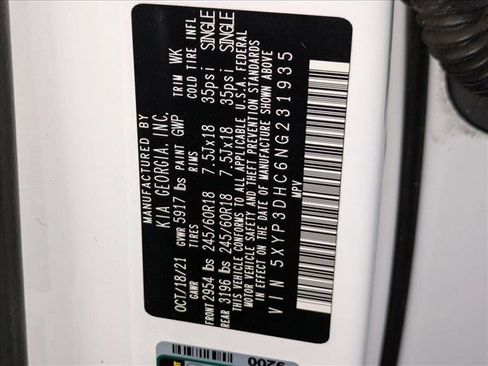 MANUFACTURED BY
KIA GEORGIA, INC.
OCT/18/21 GVWR 5917 lbs PAINT GWP TRIM WK
GAWR TIRES RIMS COLD TIRE INFL
FRONT 2954 lbs 245/60R18 7.5Jx18 35psi SINGLE
REAR 3196 lbs 245/60R18 7.5Jx18 35psi SINGLE
THIS VEHICLE CONFORMS TO ALL APPLICABLE U.S.A. FEDERAL
MOTOR VEHICLE SAFETY AND THEFT PREVENTION STANDARDS
IN EFFECT ON THE DATE OF MANUFACTURE SHOWN ABOVE
VIN 5XYP3DHC6NG231935
MPV